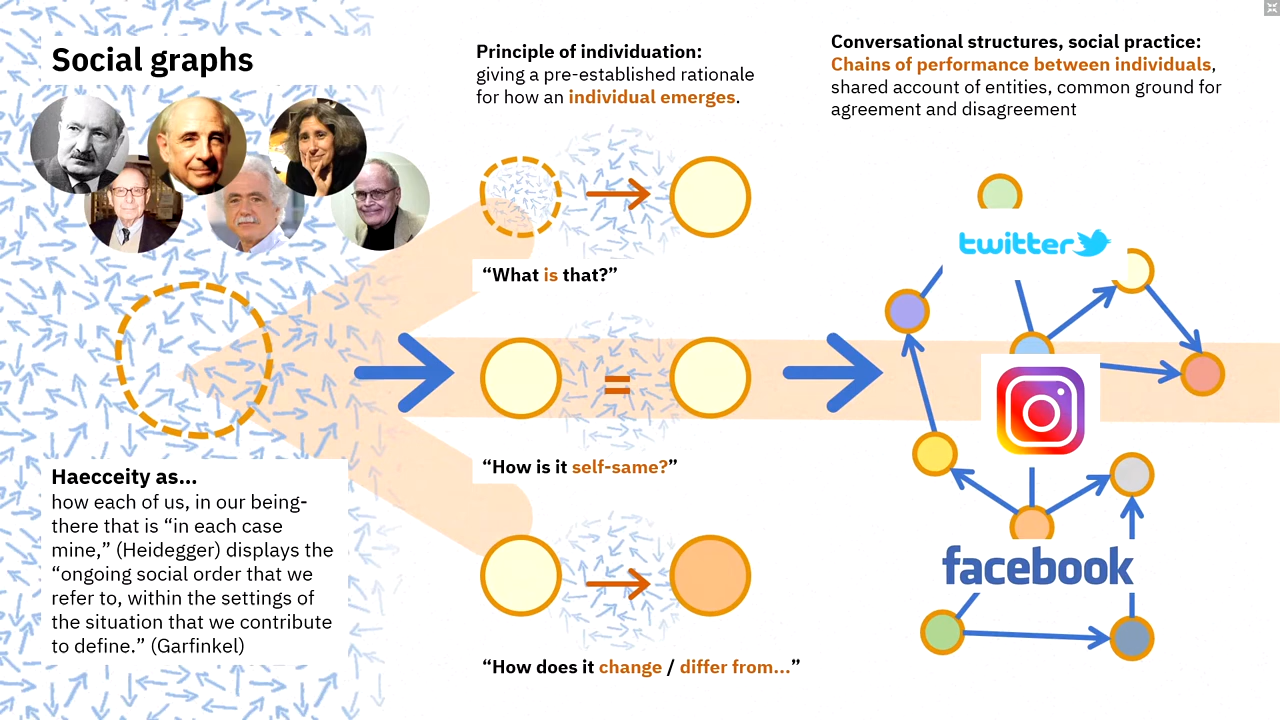 Social graphs
Principle of individuation:
giving a pre-established rationale
for how an individual emerges.
Conversational structures, social practice:
Chains of performance between individuals,
shared account of entities, common ground for
agreement and disagreement
“What is that?”
“How is it self-same?”
“How does it change / differ from...”
twitter
facebook
Haecceity as...
how each of us, in our being-
there that is “in each case
mine,” (Heidegger) displays the
“ongoing social order that we
refer to, within the settings of
the situation that we contribute
to define.” (Garfinkel)